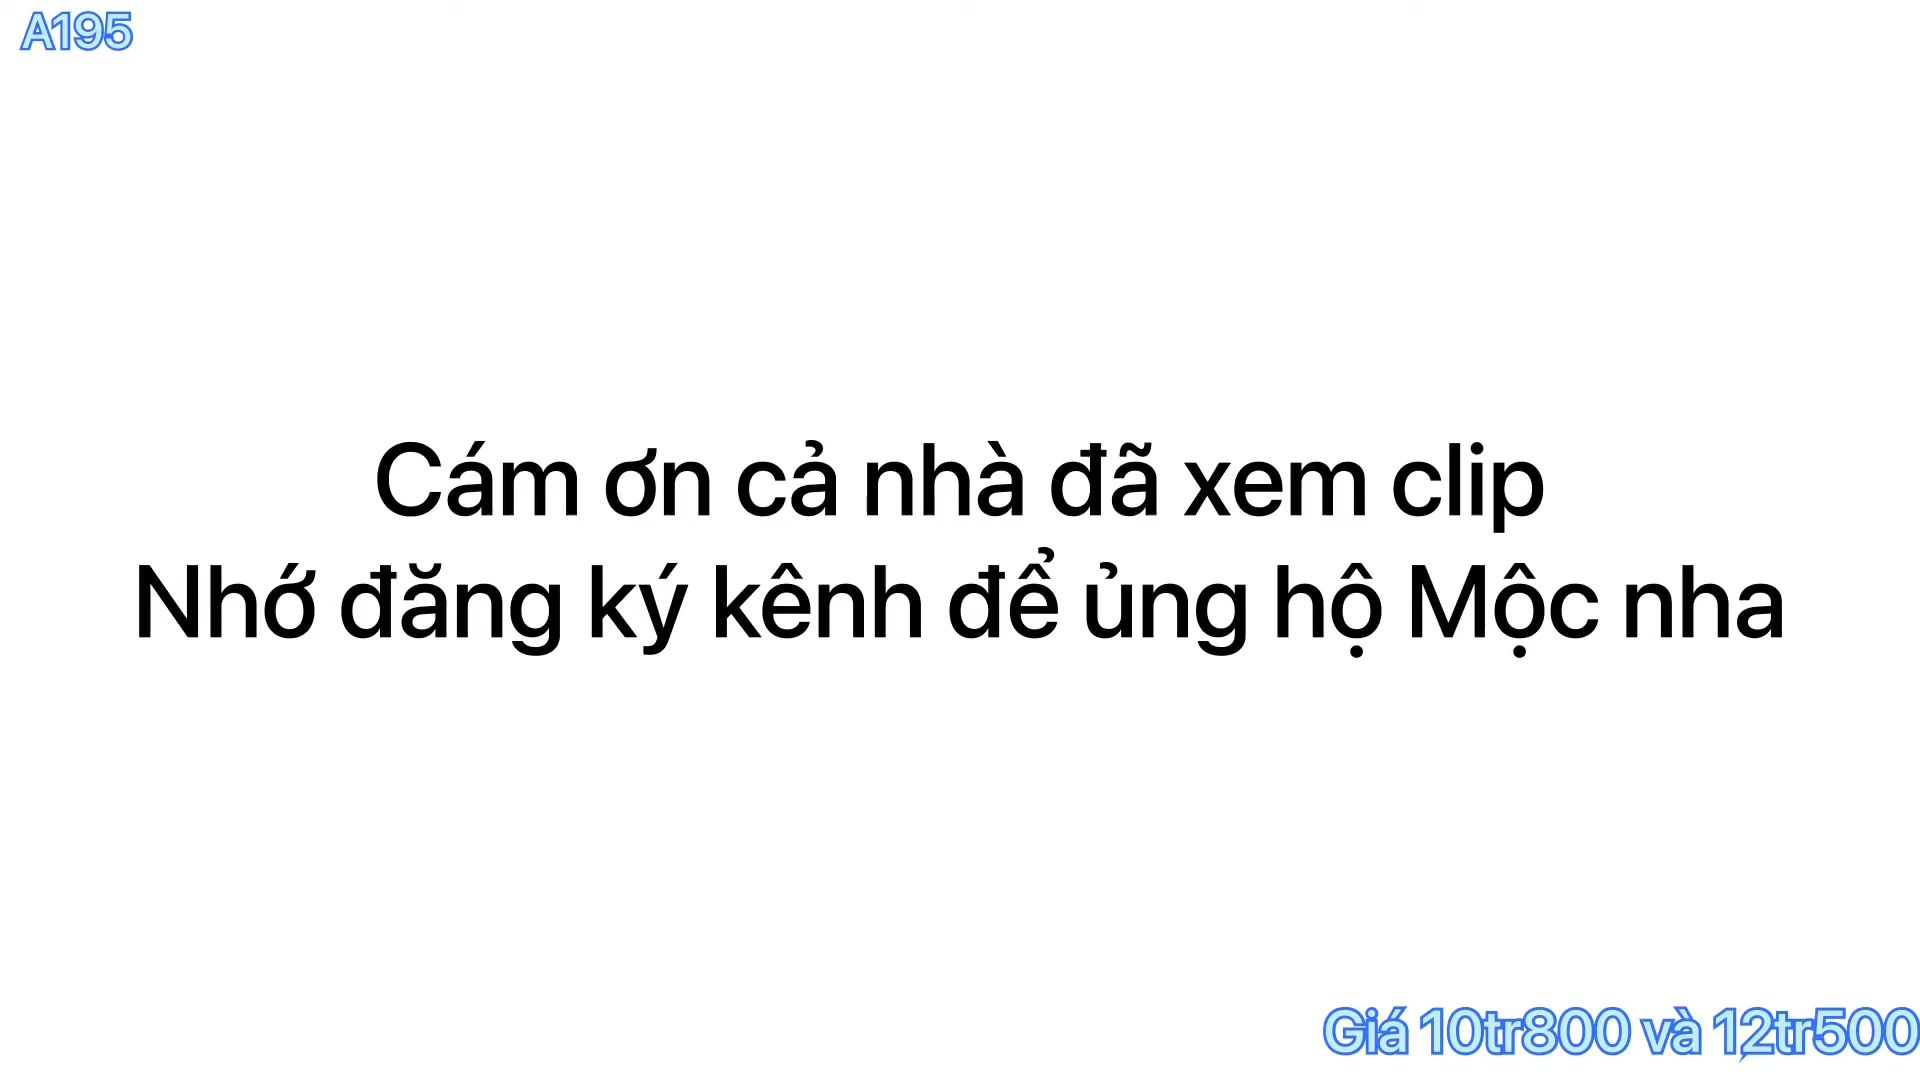 A195
Cám ơn cả nhà đã xem clip
Nhớ đăng ký kênh để ủng hộ Mộc nha
Giá 10tr800 và 12tr500